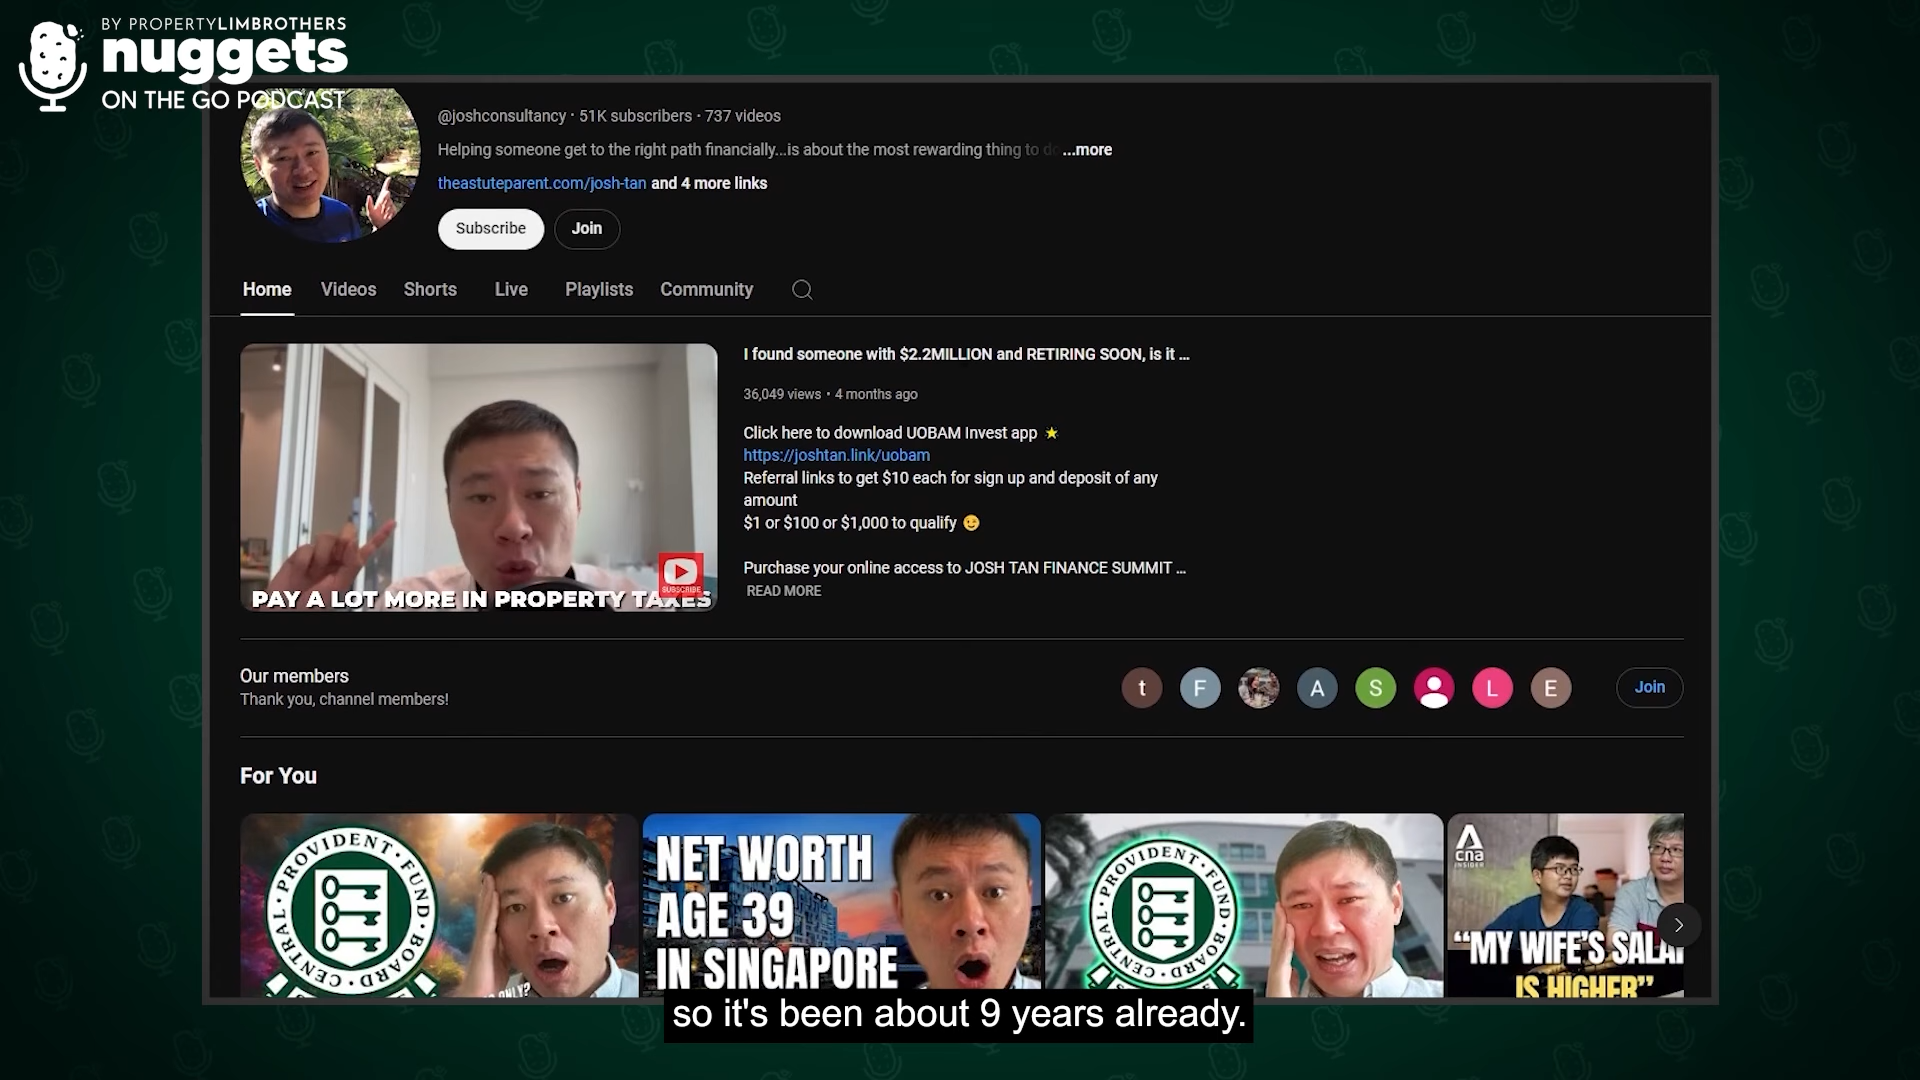 BY PROPERTYLIMBROTHERS
nuggets
ON THE GO PODCAST
@joshconsultancy · 51K subscribers · 737 videos
Helping someone get to the right path financially...is about the most rewarding thing to do ...more
theastuteparent.com/josh-tan and 4 more links
Subscribe
Join
Home
Videos
Shorts
Live
Playlists
Community
PAY A LOT MORE IN PROPERTY TAXES
SUBSCRIBE
I found someone with $2.2MILLION and RETIRING SOON, is it ...
36,049 views • 4 months ago
Click here to download UOBAM Invest app ⭐
https://joshtan.link/uobam
Referral links to get $10 each for sign up and deposit of any
amount
$1 or $100 or $1,000 to qualify 😉
Purchase your online access to JOSH TAN FINANCE SUMMIT ...
READ MORE
Our members
Thank you, channel members!
t
F
A
S
L
E
Join
For You
CENTRAL • PROVIDENT • FUND • BOARD
ONLY?
NET WORTH
AGE 39
IN SINGAPORE
CENTRAL • PROVIDENT • FUND • BOARD
cna
INSIDER
"MY WIFE'S SALA
IS HIGHER"
so it's been about 9 years already.